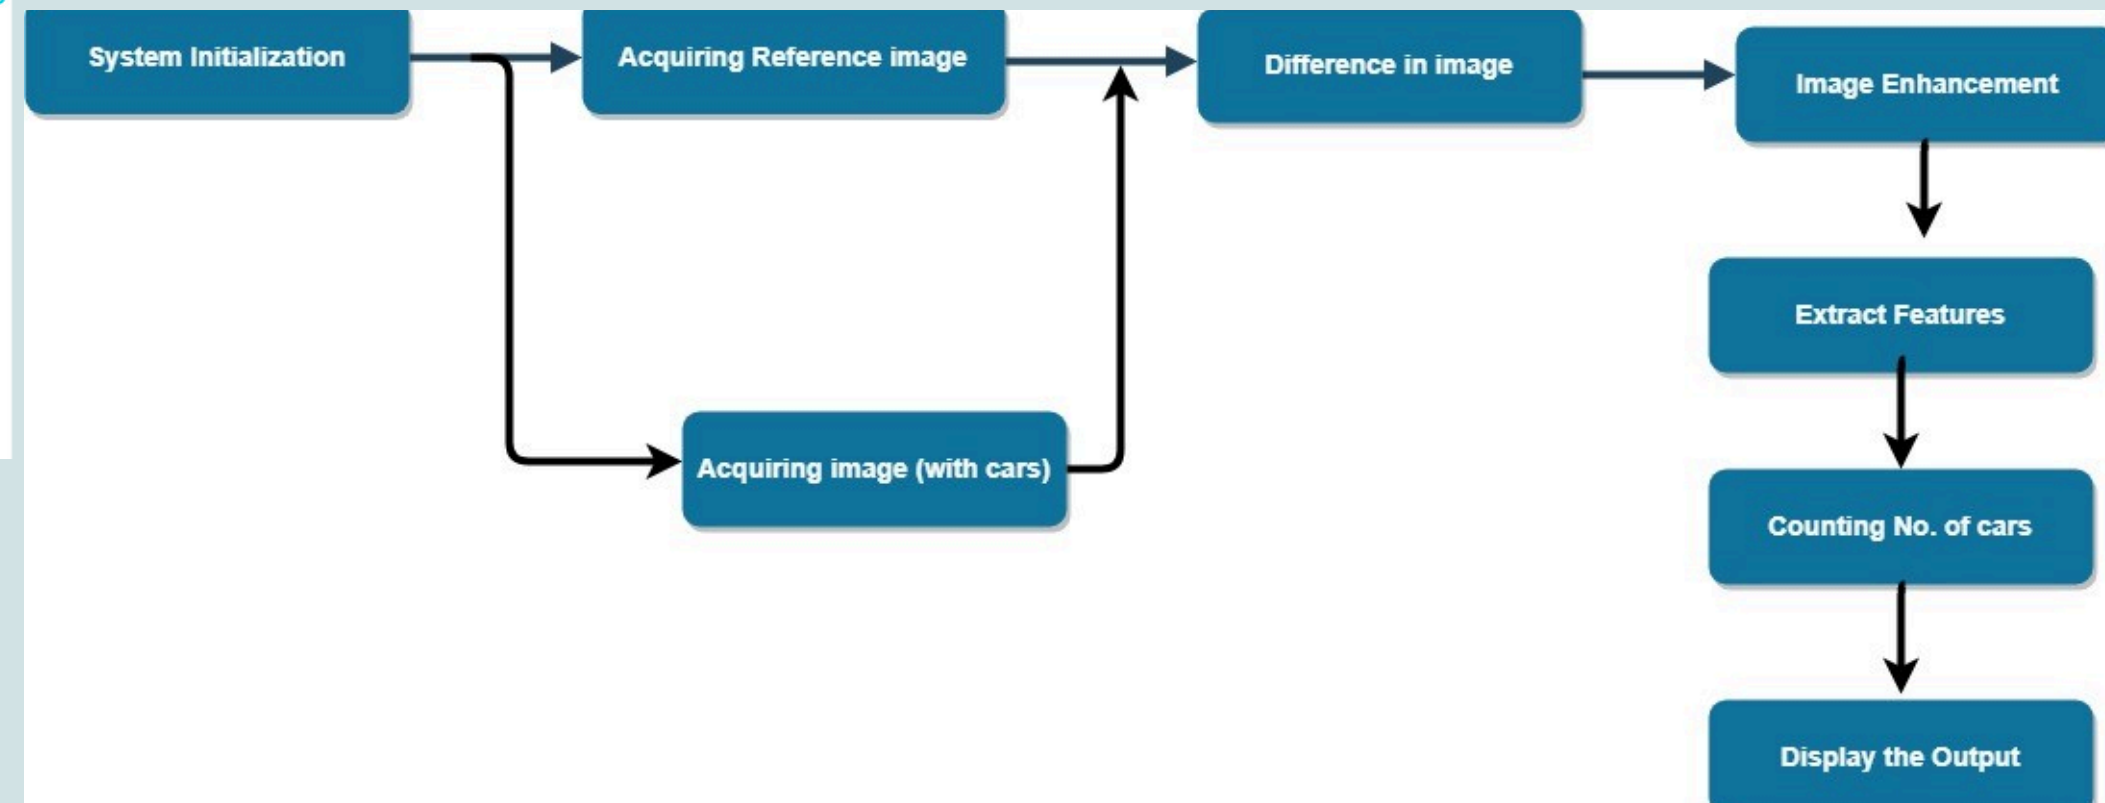 System Initialization
Acquiring Reference image
Difference in image
Image Enhancement
Extract Features
Acquiring image (with cars)
Counting No. of cars
Display the Output